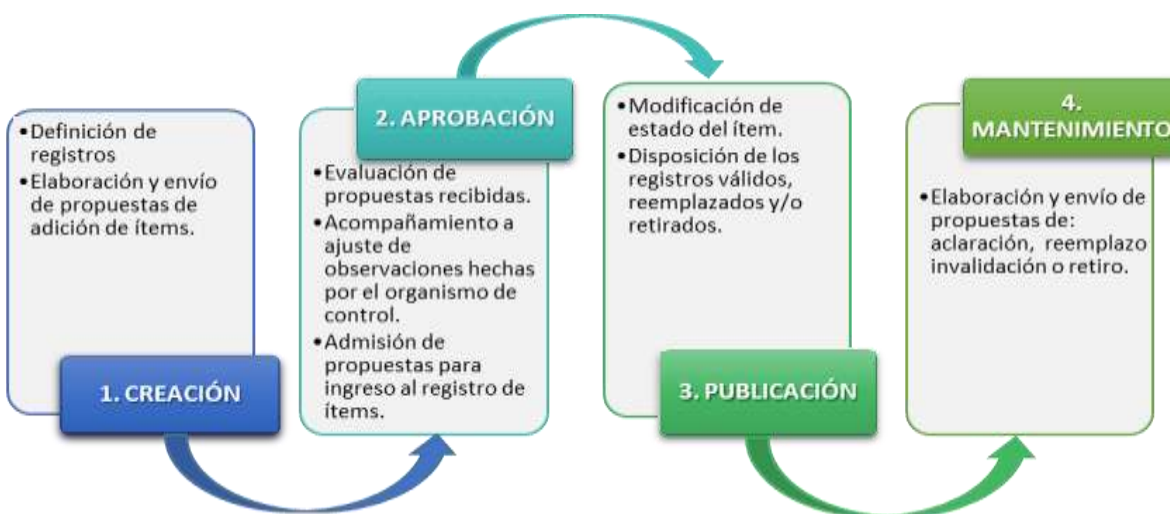 •Definición de
registros
•Elaboración y envío
de propuestas de
adición de ítems.
1. CREACIÓN
2. APROBACIÓN
•Evaluación de
propuestas recibidas.
•Acompañamiento a
ajuste de
observaciones hechas
por el organismo de
control.
•Admisión de
propuestas para
ingreso al registro de
ítems.
•Modificación de
estado del ítem.
•Disposición de los
registros válidos,
reemplazados y/o
retirados.
3. PUBLICACIÓN
4.
MANTENIMIENTO
•Elaboración y envío de
propuestas de:
aclaración, reemplazo
invalidación o retiro.